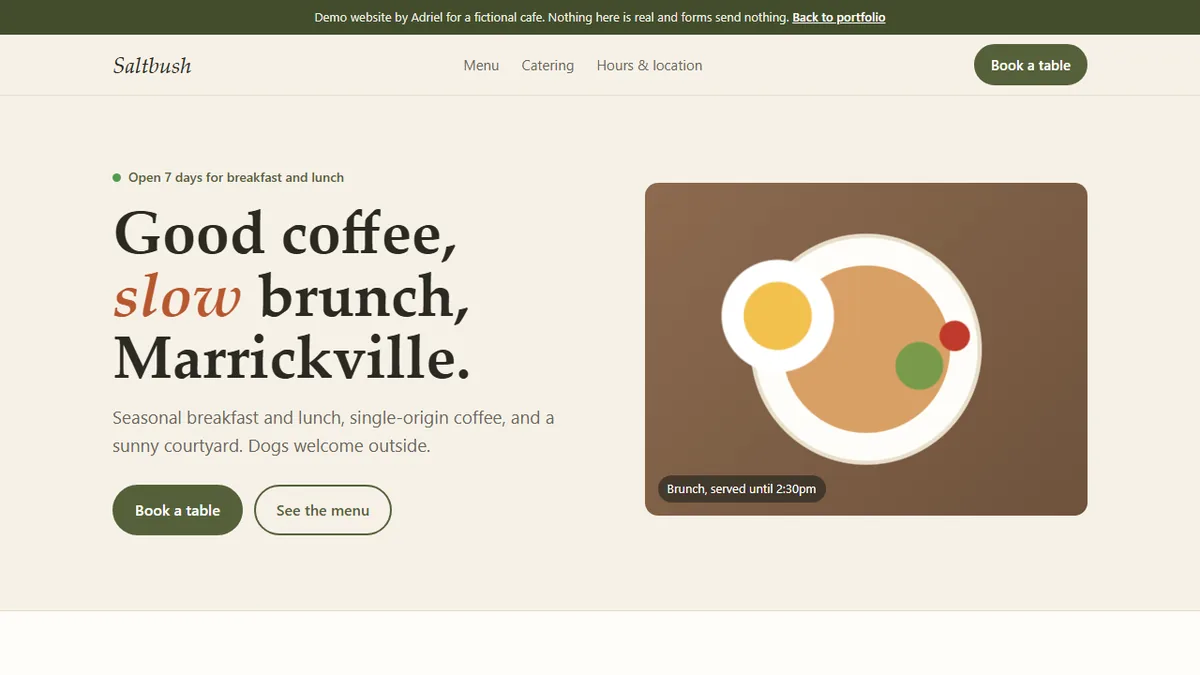 Demo website by Adriel for a fictional cafe. Nothing here is real and forms send nothing. Back to portfolio
Saltbush
Menu
Catering
Hours & location
Book a table
Open 7 days for breakfast and lunch
Good coffee,
slow brunch,
Marrickville.
Seasonal breakfast and lunch, single-origin coffee, and a
sunny courtyard. Dogs welcome outside.
Book a table
See the menu
Brunch, served until 2:30pm